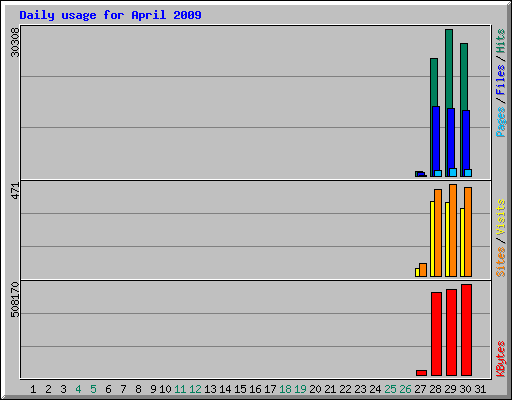 Daily usage for April 2009
30308
471
508170
Pages / Files / Hits
Sites / Visits
KBytes
1 2 3 4 5 6 7 8 9 10 11 12 13 14 15 16 17 18 19 20 21 22 23 24 25 26 27 28 29 30 31